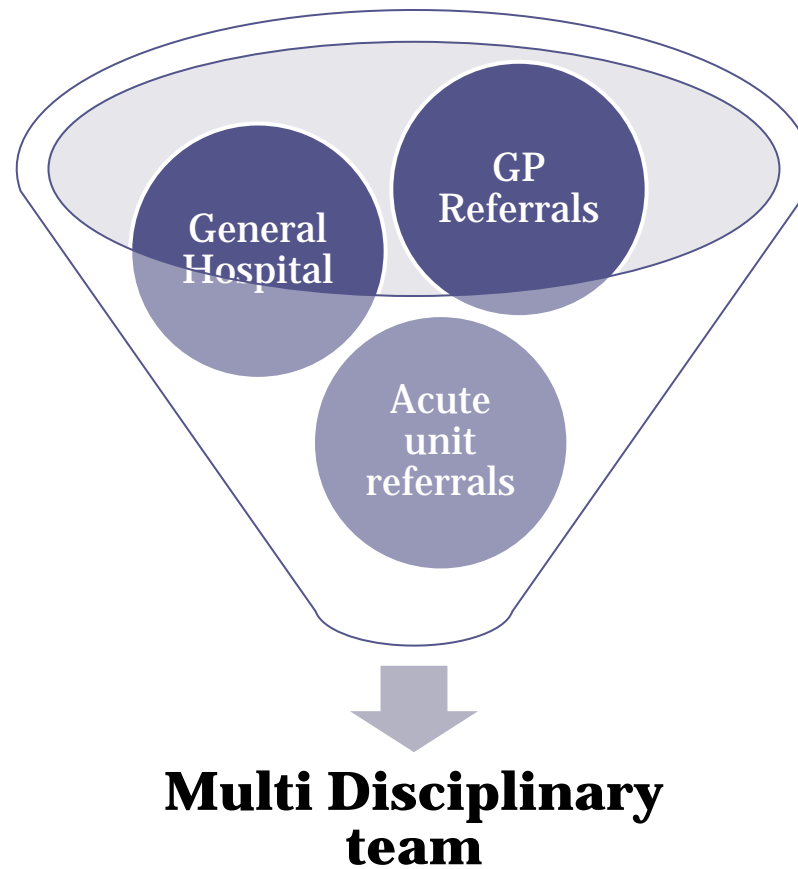 GP
Referrals
General
Hospital
Acute
unit
referrals
Multi Disciplinary
team